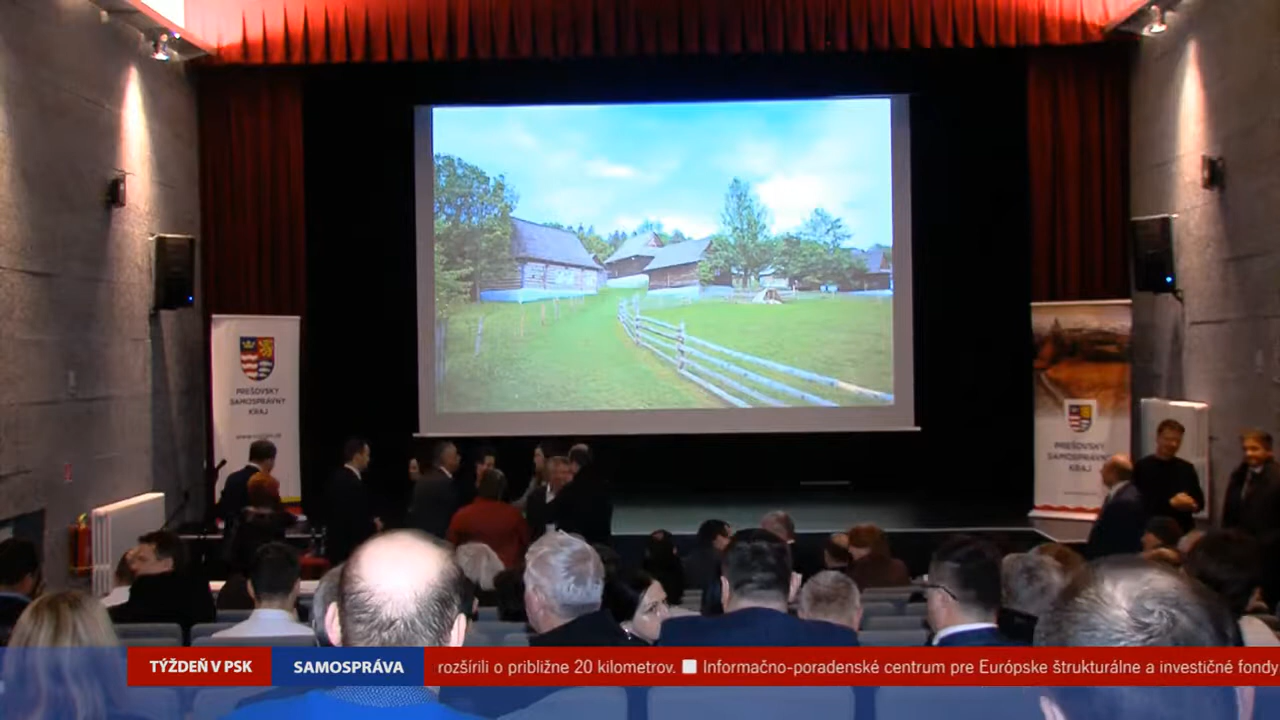 PREŠOVSKÝ
SAMOSPRÁVNY
KRAJ
PREŠOVSKÝ
SAMOSPRÁVNY
KRAJ
TÝŽDEŇ V PSK
SAMOSPRÁVA
rozšírili o približne 20 kilometrov. Informačno-poradenské centrum pre Európske štrukturálne a investičné fondy